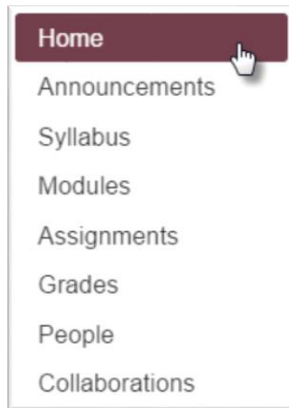 Home
Announcements
Syllabus
Modules
Assignments
Grades
People
Collaborations